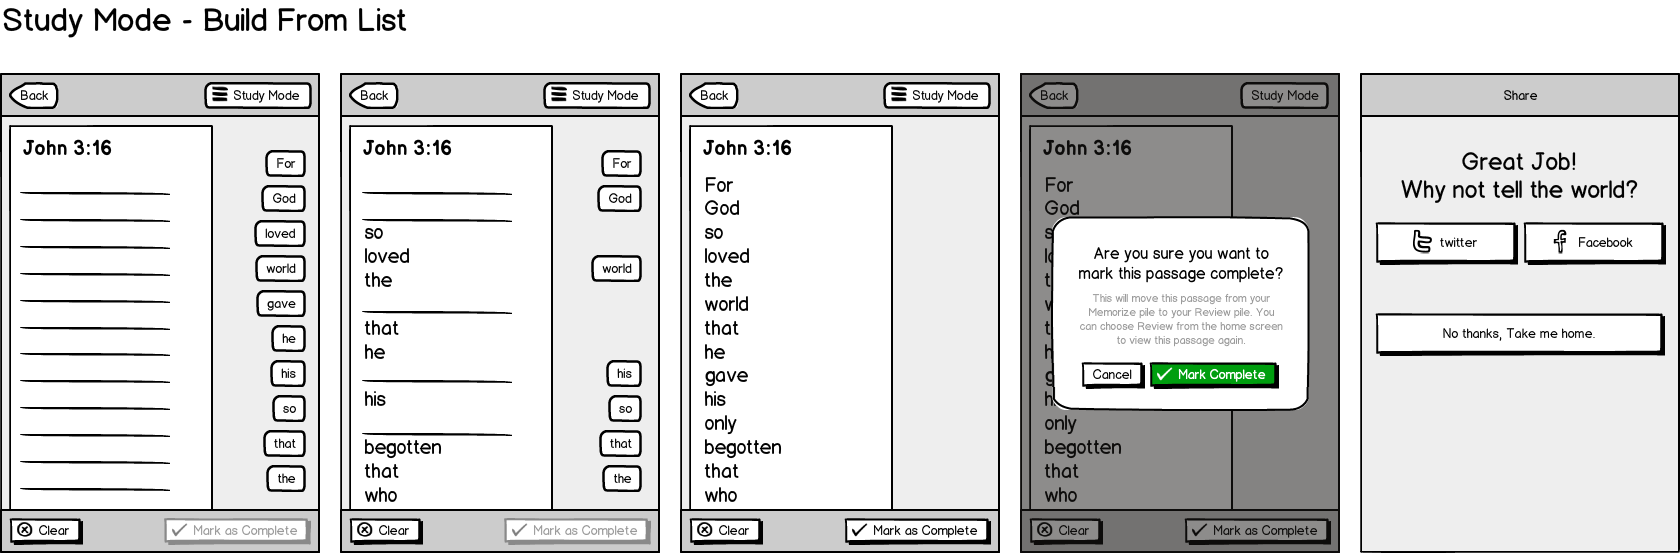 Study Mode - Build From List
Back
Study Mode
John 3:16
For
God
loved
world
gave
he
his
so
that
the
Clear
Mark as Complete
Back
Study Mode
John 3:16
so
loved
the
that
he
his
begotten
that
who
For
God
world
his
so
that
the
Clear
Mark as Complete
Back
Study Mode
John 3:16
For
God
so
loved
the
world
that
he
gave
his
only
begotten
that
who
Clear
Mark as Complete
Back
Study Mode
John 3:16
For
God
only
begotten
that
who
Are you sure you want to
mark this passage complete?
This will move this passage from your
Memorize pile to your Review pile. You
can choose Review from the home screen
to view this passage again.
Cancel
Mark Complete
Clear
Mark as Complete
Share
Great Job!
Why not tell the world?
twitter
Facebook
No thanks, Take me home.